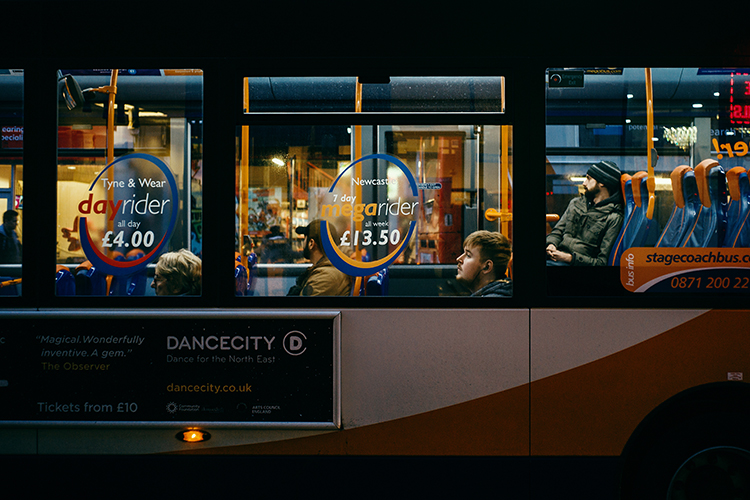 Tyne & Wear
dayrider
all day
£4.00
Newcastle
7 day
megarider
all week
£13.50
er!
bus info
stagecoachbus.c
0871 200 22
"Magical. Wonderfully
inventive. A gem."
The Observer
Tickets from £10
DANCECITY D
Dance for the North East
dancecity.co.uk
ARTS COUNCIL
ENGLAND